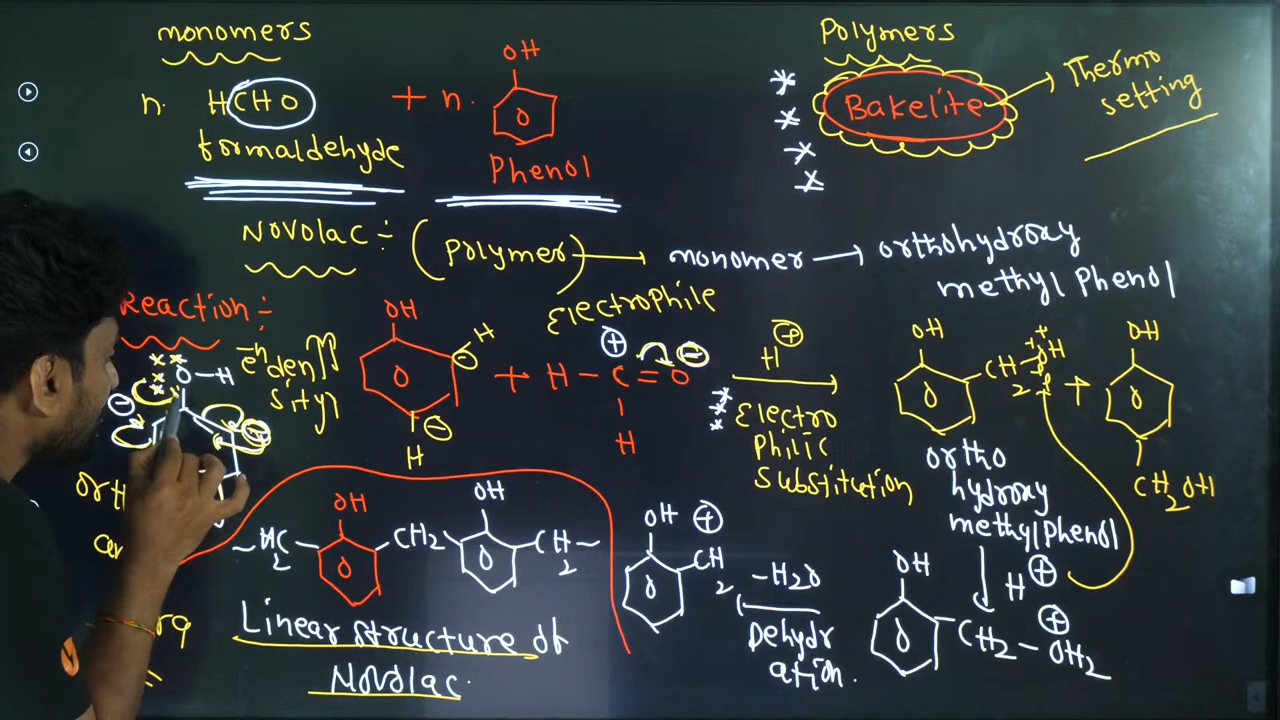 monomers
n. HCHO + n.
OH
Phenol
formaldehyde
Polymers
Bakelite
Thermo
setting
Novolac :- (Polymer) → monomer → orthohydroxy
methyl Phenol
Reaction :-
Electrophile
O-H
OH
H
H
H - C = O
H
H
Electro
Philic
Substitution
OH
CH2-OH
+
OH
CH2OH
ortho
hydroxy
methylPhenol
H
OH
CH2 - OH2
-H2O
Dehydr
ation.
OH
CH2
- H2C
OH
CH2
OH
CH2 -
Linear structure of
Novolac.